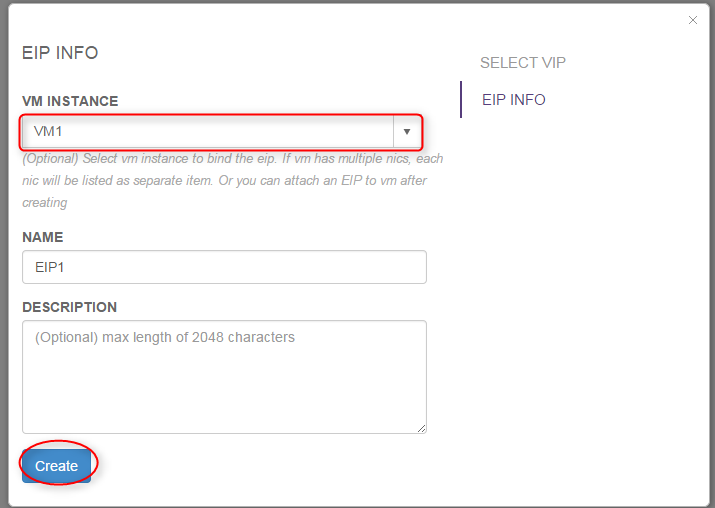 EIP INFO
SELECT VIP
EIP INFO
VM INSTANCE
VM1
(Optional) Select vm instance to bind the eip. If vm has multiple nics, each
nic will be listed as separate item. Or you can attach an EIP to vm after
creating
NAME
EIP1
DESCRIPTION
(Optional) max length of 2048 characters
Create